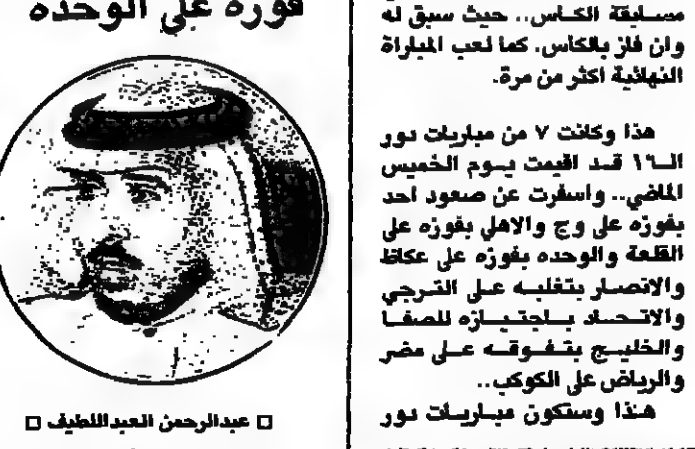 مسابقة الكاس.. حيث سبق له
وان فاز بالكاس. كما لعب المباراة
النهائية اكثر من مرة.
هذا وكانت ٧ من مباريات دور
الـ١٦ قد اقيمت يوم الخميس
الماضي.. واسفرت عن صعود احد
بفوزه على وج والاهلي بفوزه على
القلعة والوحده بفوزه على عكاظ
والانصار بتغلبه على الترجي
والاتحاد باجتيازه للصفا
والخليج بتفوقه على مضر
والرياض على الكوكب..
هذا وستكون مباريات دور
فوزه على الوحده
□ عبدالرحمن العبداللطيف □